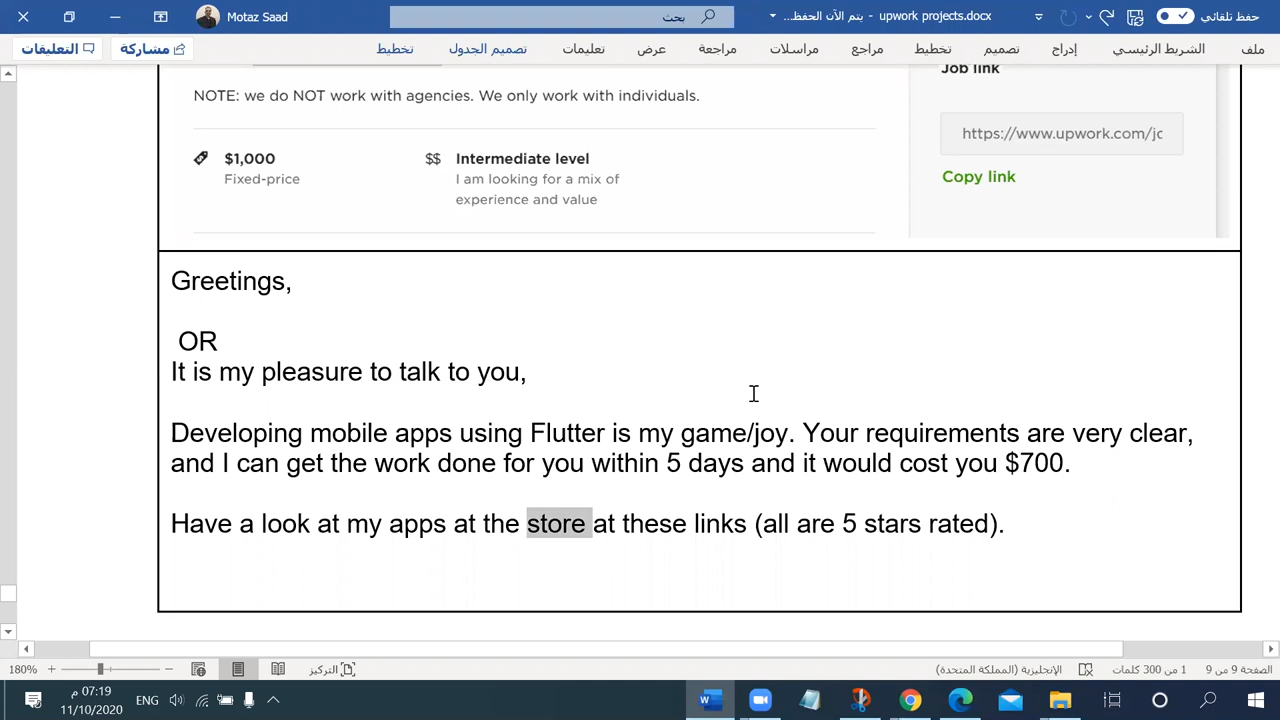 Motaz Saad
بحث
upwork projects.docx - يتم الآن الحفظ...
حفظ تلقائي
ملف
الشريط الرئيسي
إدراج
تصميم
تخطيط
مراجع
مراسلات
مراجعة
عرض
تعليمات
تصميم الجدول
تخطيط
مشاركة
التعليقات
Job link
NOTE: we do NOT work with agencies. We only work with individuals.
https://www.upwork.com/jc
$1,000
Fixed-price
$$ Intermediate level
I am looking for a mix of
experience and value
Copy link
Greetings,
OR
It is my pleasure to talk to you,
Developing mobile apps using Flutter is my game/joy. Your requirements are very clear,
and I can get the work done for you within 5 days and it would cost you $700.
Have a look at my apps at the store at these links (all are 5 stars rated).
الصفحة 9 من 9
1 من 300 كلمات
الإنجليزية (المملكة المتحدة)
التركيز
180%
07:19 م
11/10/2020
ENG